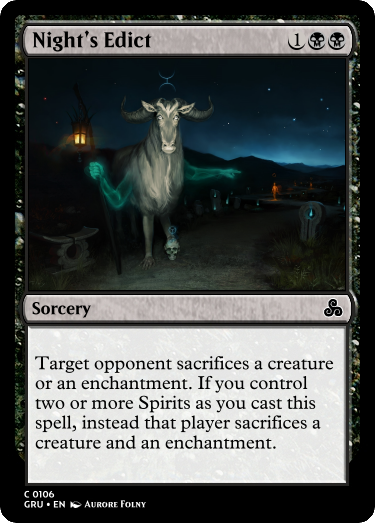 Night's Edict 1
Sorcery
Target opponent sacrifices a creature
or an enchantment. If you control
two or more Spirits as you cast this
spell, instead that player sacrifices a
creature and an enchantment.
C 0106
GRU • EN Aurore Folny